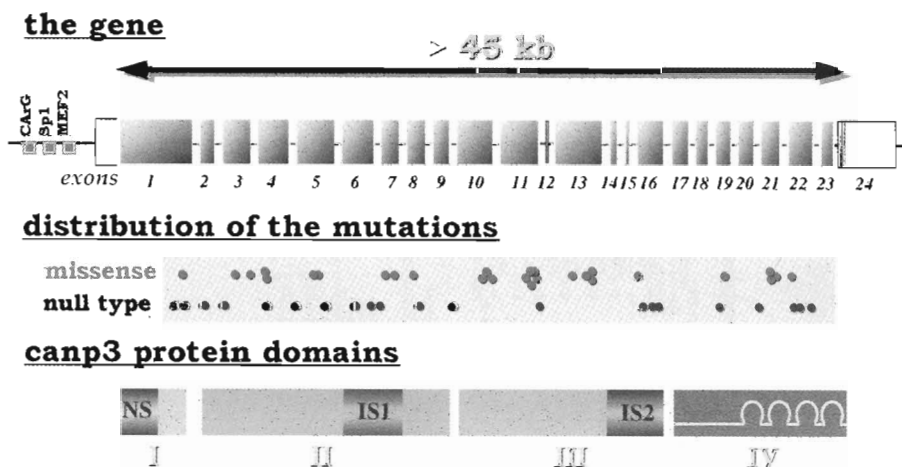 the gene
> 45 kb
CArG
Sp1
MEF2
exons 1 2 3 4 5 6 7 8 9 10 11 12 13 14 15 16 17 18 19 20 21 22 23 24
distribution of the mutations
missense
null type
canp3 protein domains
NS IS1 IS2
I II III IV